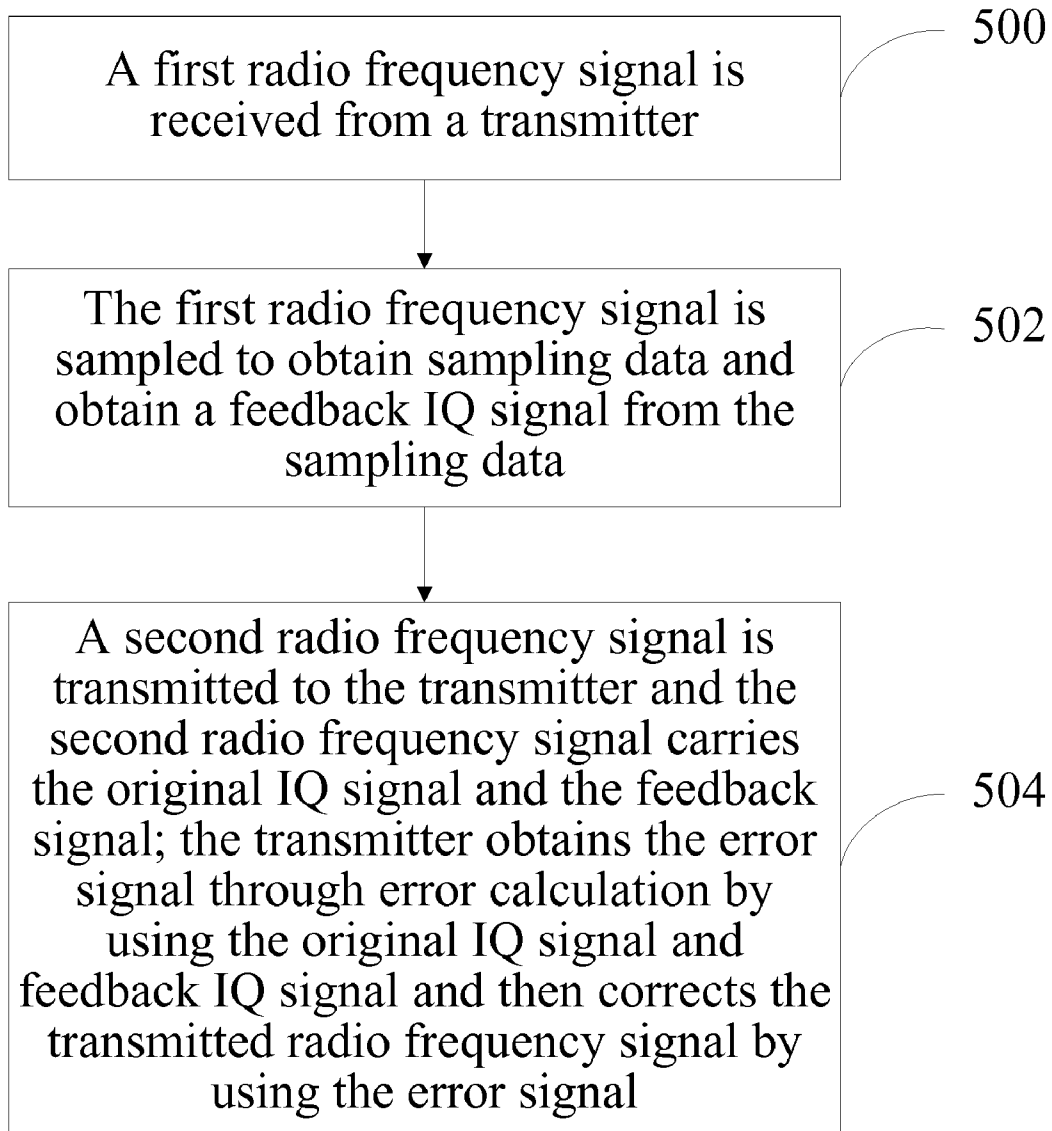 500
A first radio frequency signal is
received from a transmitter
502
The first radio frequency signal is
sampled to obtain sampling data and
obtain a feedback IQ signal from the
sampling data
504
A second radio frequency signal is
transmitted to the transmitter and the
second radio frequency signal carries
the original IQ signal and the feedback
signal; the transmitter obtains the error
signal through error calculation by
using the original IQ signal and
feedback IQ signal and then corrects the
transmitted radio frequency signal by
using the error signal